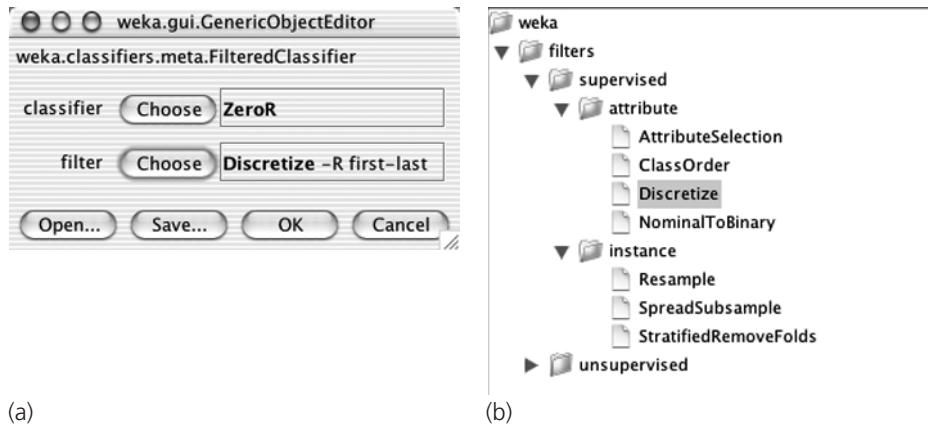 weka.gui.GenericObjectEditor
weka.classifiers.meta.FilteredClassifier
classifier Choose ZeroR
filter Choose Discretize -R first-last
Open... Save... OK Cancel
(a)
weka
filters
supervised
attribute
AttributeSelection
ClassOrder
Discretize
NominalToBinary
instance
Resample
SpreadSubsample
StratifiedRemoveFolds
unsupervised
(b)